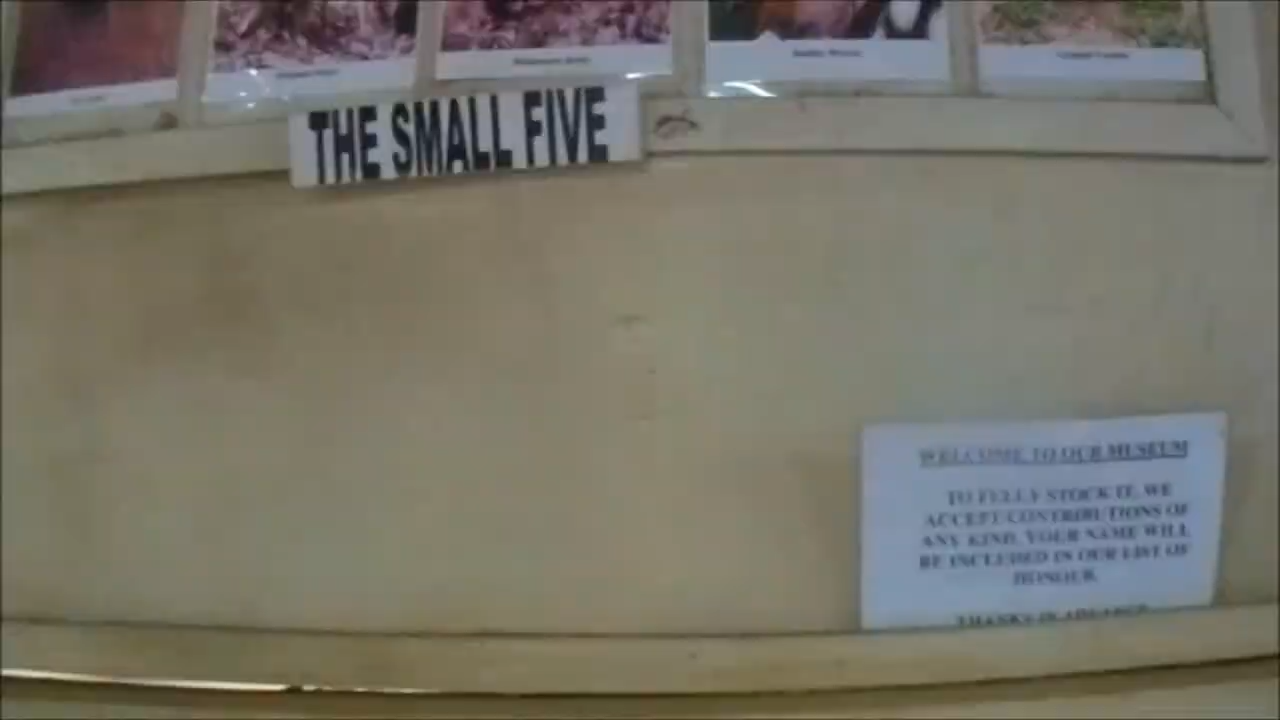 THE SMALL FIVE
WELCOME TO OUR MUSEUM
TO FULLY STOCK IT, WE
ACCEPT CONTRIBUTIONS OF
ANY KIND. YOUR NAME WILL
BE INCLUDED IN OUR LIST OF
HONOUR.
THANKS IN ADVANCE